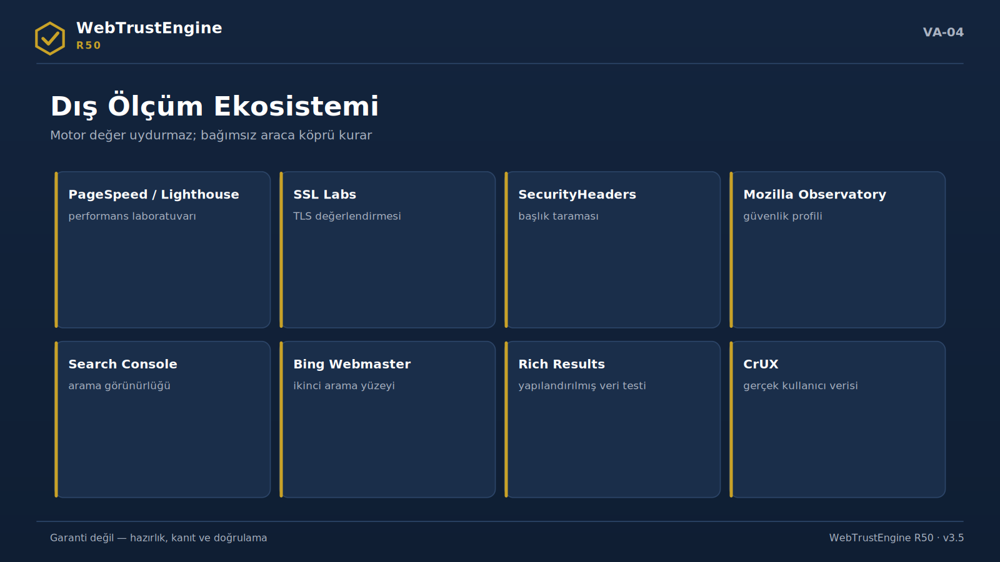 WebTrustEngine
R50
VA-04
Dış Ölçüm Ekosistemi
Motor değer uydurmaz; bağımsız araca köprü kurar
PageSpeed / Lighthouse
performans laboratuvarı
SSL Labs
TLS değerlendirmesi
SecurityHeaders
başlık taraması
Mozilla Observatory
güvenlik profili
Search Console
arama görünürlüğü
Bing Webmaster
ikinci arama yüzeyi
Rich Results
yapılandırılmış veri testi
CrUX
gerçek kullanıcı verisi
Garanti değil — hazırlık, kanıt ve doğrulama
WebTrustEngine R50 · v3.5